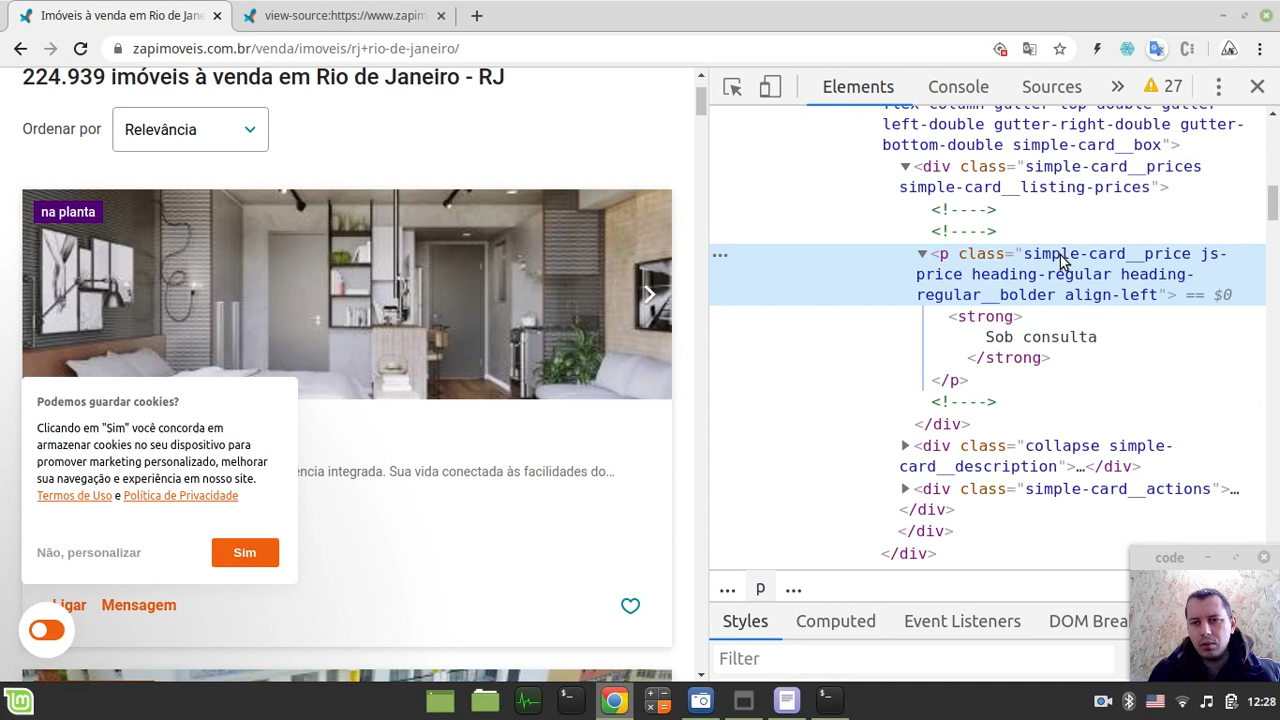 Imóveis à venda em Rio de Jane
view-source:https://www.zapim
zapimoveis.com.br/venda/imoveis/rj+rio-de-janeiro/
224.939 imóveis à venda em Rio de Janeiro - RJ
Ordenar por
Relevância
na planta
Podemos guardar cookies?
Clicando em "Sim" você concorda em
armazenar cookies no seu dispositivo para
promover marketing personalizado, melhorar
sua navegação e experiência em nosso site.
Termos de Uso e Política de Privacidade
Não, personalizar
Sim
ência integrada. Sua vida conectada às facilidades do...
Ligar
Mensagem
Elements
Console
Sources
»
27
flex-column gutter-top-double gutter-
left-double gutter-right-double gutter-
bottom-double simple-card__box">
▼<div class="simple-card__prices
simple-card__listing-prices">
<!---->
<!---->
… ▼<p class="simple-card__price js-
price heading-regular heading-
regular__bolder align-left"> == $0
<strong>
Sob consulta
</strong>
</p>
<!---->
</div>
▶<div class="collapse simple-
card__description">…</div>
▶<div class="simple-card__actions">…
</div>
</div>
</div>
… p …
Styles
Computed
Event Listeners
DOM Brea
Filter
code
12:28